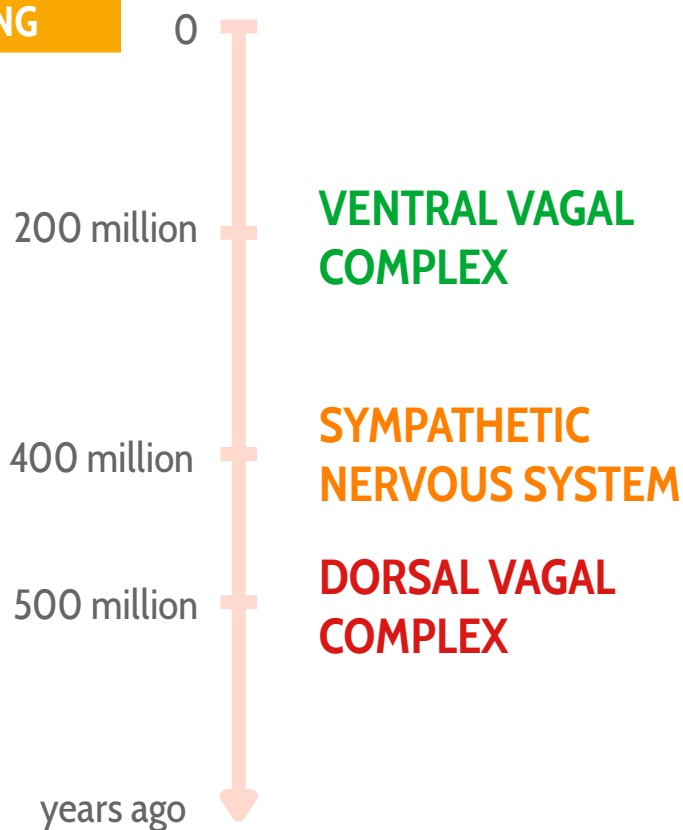 NG
0
200 million
VENTRAL VAGAL
COMPLEX
400 million
SYMPATHETIC
NERVOUS SYSTEM
500 million
DORSAL VAGAL
COMPLEX
years ago